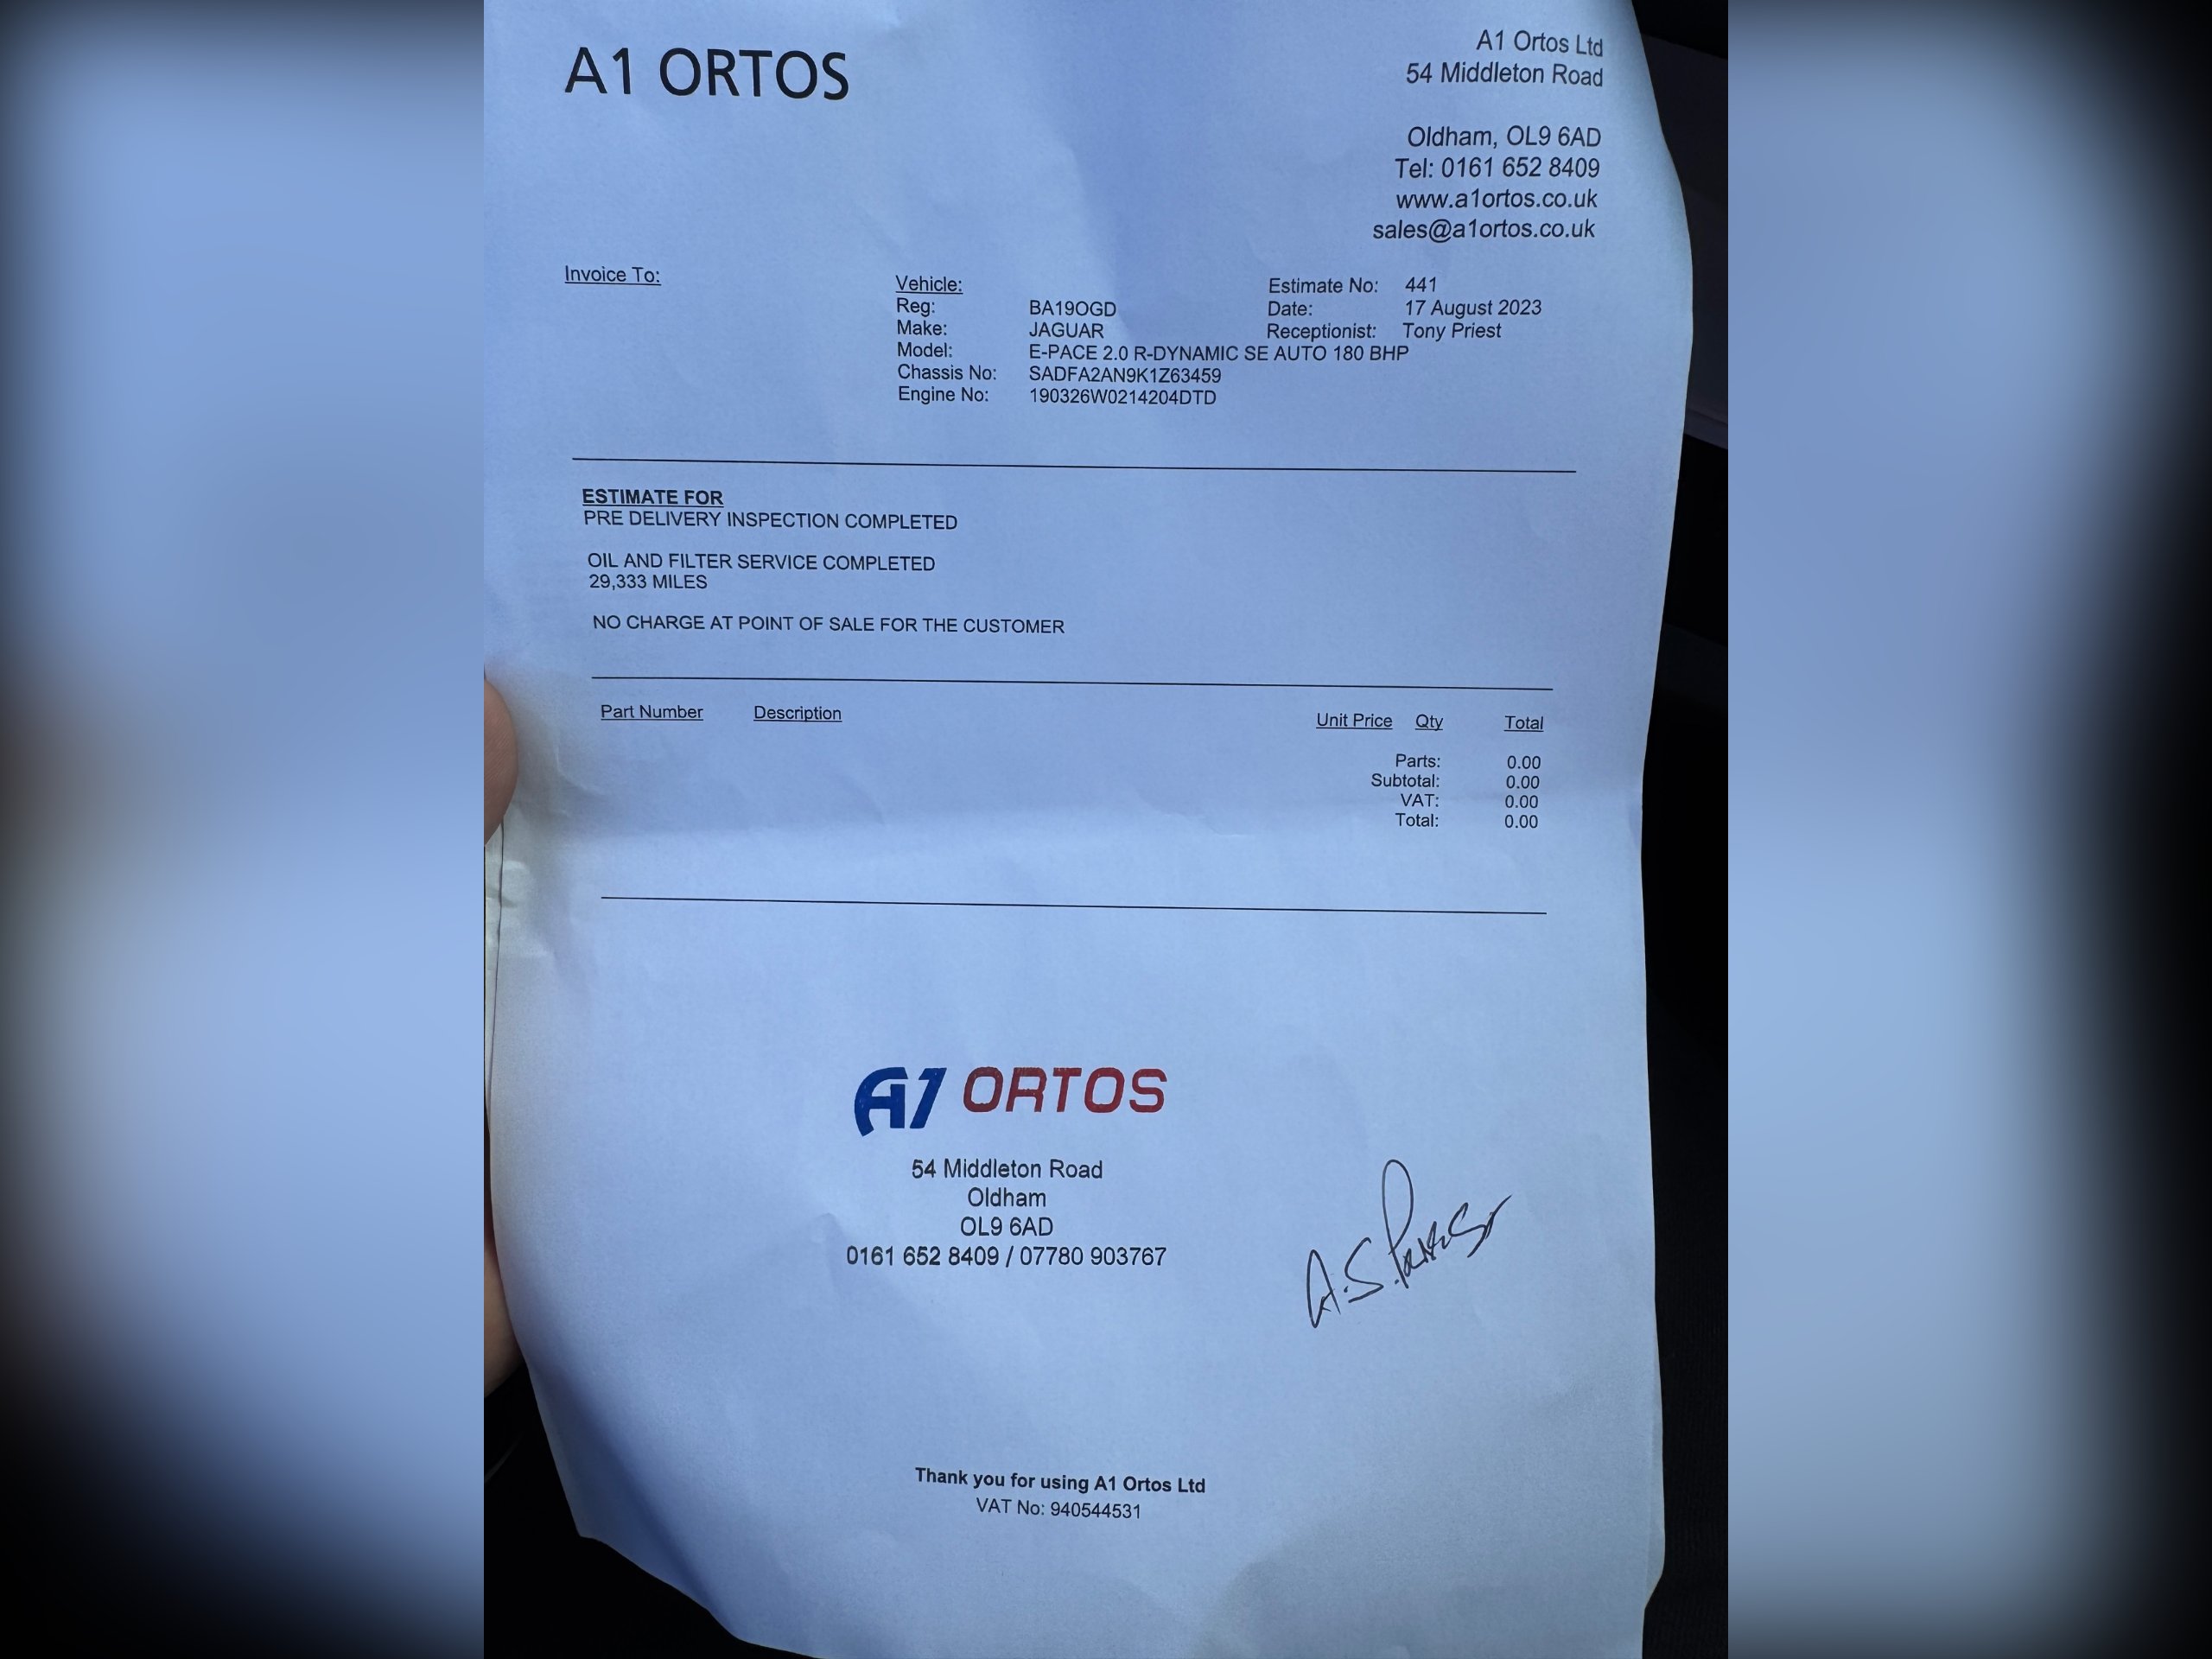 A1 ORTOS
A1 Ortos Ltd
54 Middleton Road
Oldham, OL9 6AD
Tel: 0161 652 8409
www.a1ortos.co.uk
sales@a1ortos.co.uk
Invoice To:
Vehicle:
Reg: BA19OGD
Make: JAGUAR
Model: E-PACE 2.0 R-DYNAMIC SE AUTO 180 BHP
Chassis No: SADFA2AN9K1Z63459
Engine No: 190326W0214204DTD
Estimate No: 441
Date: 17 August 2023
Receptionist: Tony Priest
ESTIMATE FOR
PRE DELIVERY INSPECTION COMPLETED
OIL AND FILTER SERVICE COMPLETED
29,333 MILES
NO CHARGE AT POINT OF SALE FOR THE CUSTOMER
Part Number Description Unit Price Qty Total
Parts: 0.00
Subtotal: 0.00
VAT: 0.00
Total: 0.00
A1 ORTOS
54 Middleton Road
Oldham
OL9 6AD
0161 652 8409 / 07780 903767
A.S.Priest
Thank you for using A1 Ortos Ltd
VAT No: 940544531